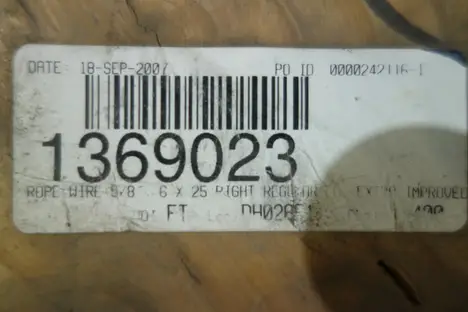 DATE: 18-SEP-2007 PO ID 0000242116-1
1369023
ROPE WIRE 5/8" 6 X 25 RIGHT REGULAR IMPROVED
FT